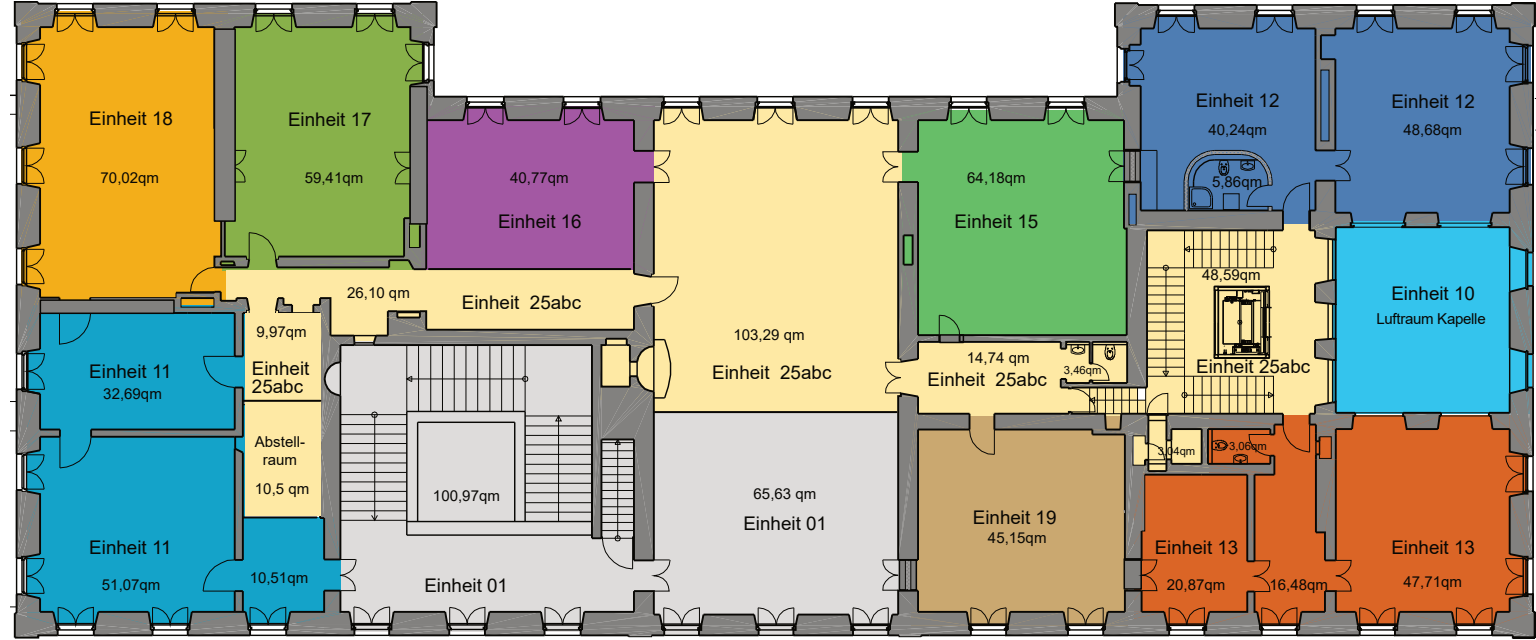 Einheit 18
70,02qm
Einheit 17
59,41qm
40,77qm
Einheit 16
64,18qm
Einheit 15
Einheit 12
40,24qm
5,86qm
Einheit 12
48,68qm
26,10 qm
Einheit 25abc
103,29 qm
Einheit 25abc
48,59qm
Einheit 25abc
Einheit 10
Luftraum Kapelle
9,97qm
Einheit
25abc
Einheit 11
32,69qm
14,74 qm
Einheit 25abc
3,46qm
Abstell-
raum
10,5 qm
100,97qm
65,63 qm
Einheit 01
Einheit 19
45,15qm
3,04qm
3,06qm
Einheit 11
51,07qm
10,51qm
Einheit 01
Einheit 13
20,87qm
16,48qm
Einheit 13
47,71qm